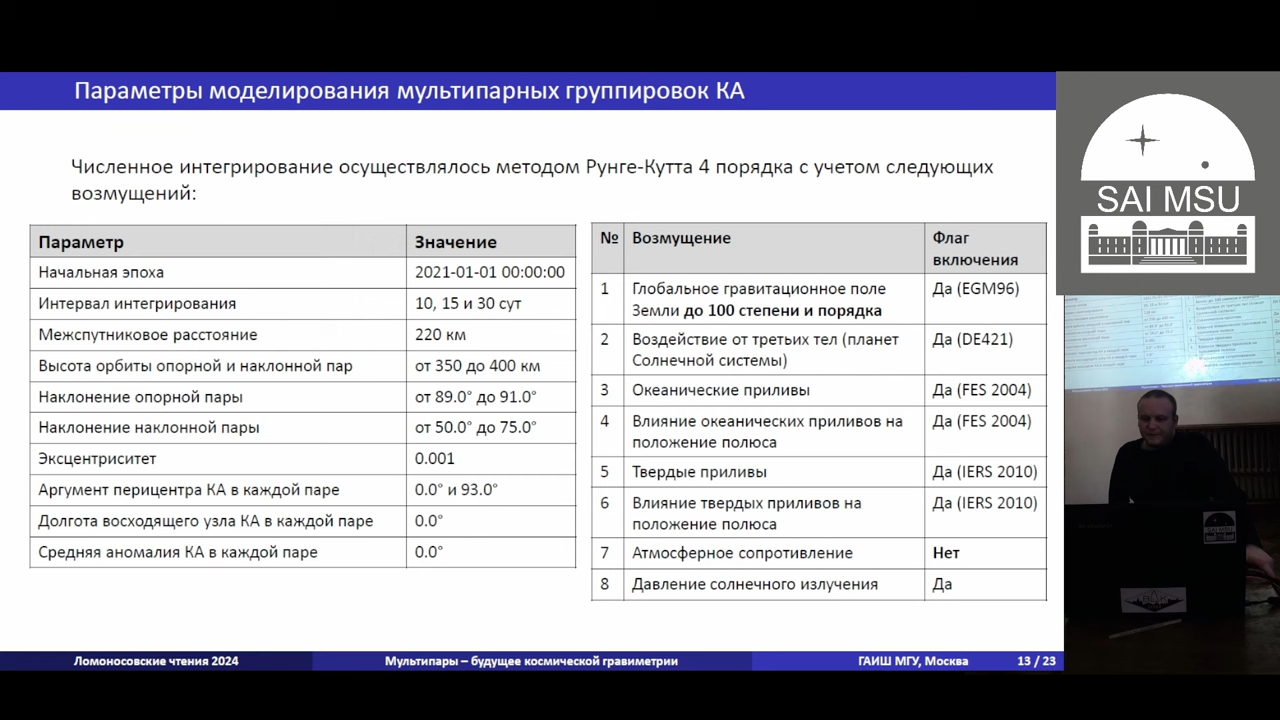 Параметры моделирования мультипарных группировок КА
Численное интегрирование осуществлялось методом Рунге-Кутта 4 порядка с учетом следующих
возмущений:
Параметр Значение
Начальная эпоха 2021-01-01 00:00:00
Интервал интегрирования 10, 15 и 30 сут
Межспутниковое расстояние 220 км
Высота орбиты опорной и наклонной пар от 350 до 400 км
Наклонение опорной пары от 89.0° до 91.0°
Наклонение наклонной пары от 50.0° до 75.0°
Эксцентриситет 0.001
Аргумент перицентра КА в каждой паре 0.0° и 93.0°
Долгота восходящего узла КА в каждой паре 0.0°
Средняя аномалия КА в каждой паре 0.0°
№ Возмущение Флаг
включения
1 Глобальное гравитационное поле Да (EGM96)
Земли до 100 степени и порядка
2 Воздействие от третьих тел (планет Да (DE421)
Солнечной системы)
3 Океанические приливы Да (FES 2004)
4 Влияние океанических приливов на Да (FES 2004)
положение полюса
5 Твердые приливы Да (IERS 2010)
6 Влияние твердых приливов на Да (IERS 2010)
положение полюса
7 Атмосферное сопротивление Нет
8 Давление солнечного излучения Да
SAI MSU
Ломоносовские чтения 2024 Мультипары – будущее космической гравиметрии ГАИШ МГУ, Москва 13 / 23